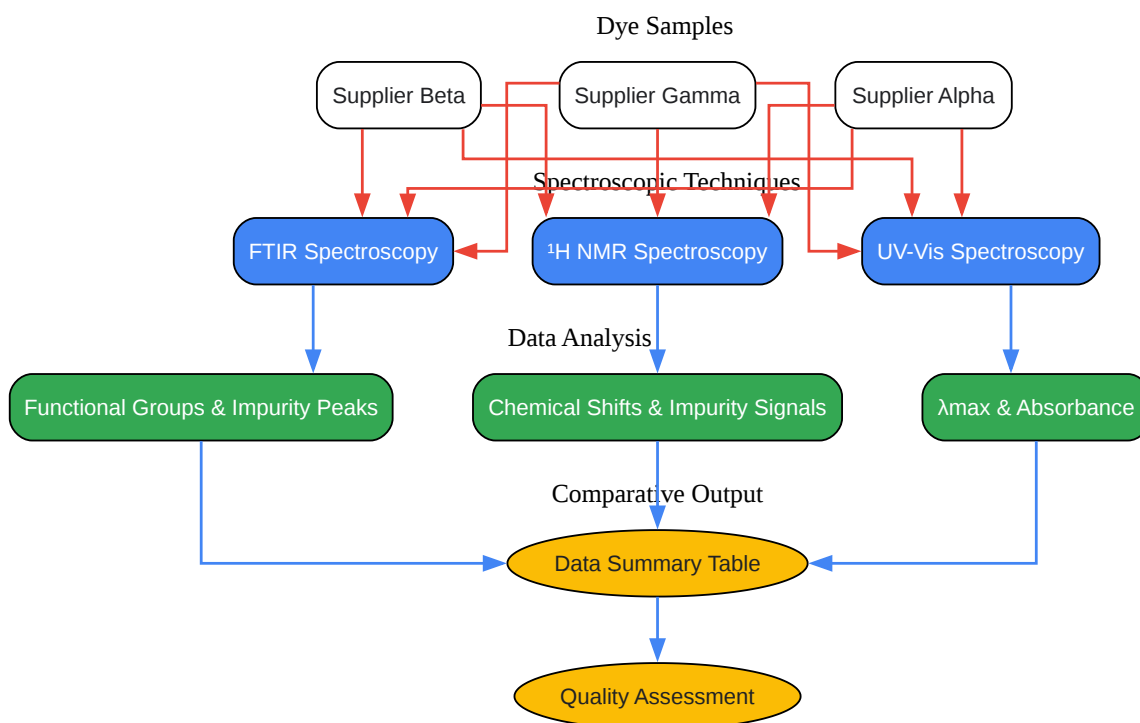 Dye Samples
Supplier Beta
Supplier Gamma
Supplier Alpha
Spectroscopic Techniques
FTIR Spectroscopy
¹H NMR Spectroscopy
UV-Vis Spectroscopy
Data Analysis
Functional Groups & Impurity Peaks
Chemical Shifts & Impurity Signals
λmax & Absorbance
Comparative Output
Data Summary Table
Quality Assessment